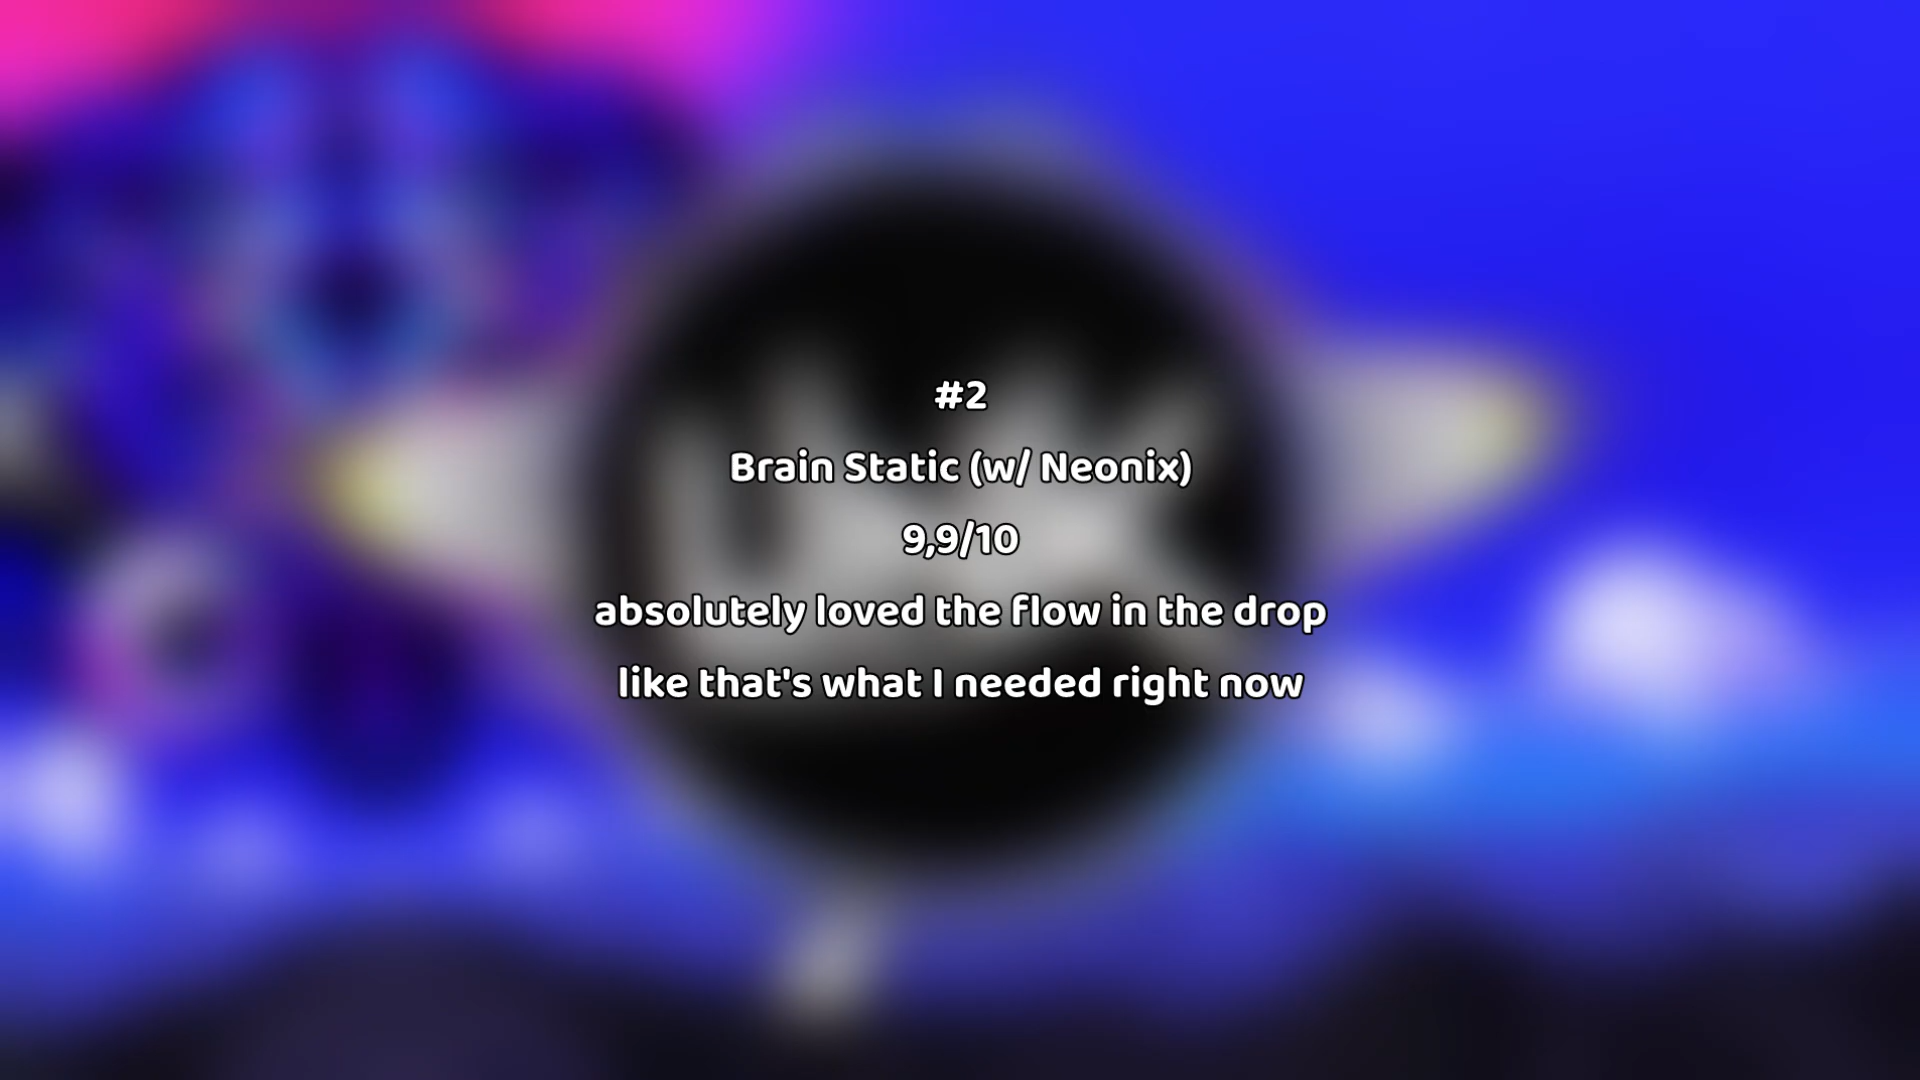 #2
Brain Static (w/ Neonix)
9,9/10
absolutely loved the flow in the drop
like that's what I needed right now